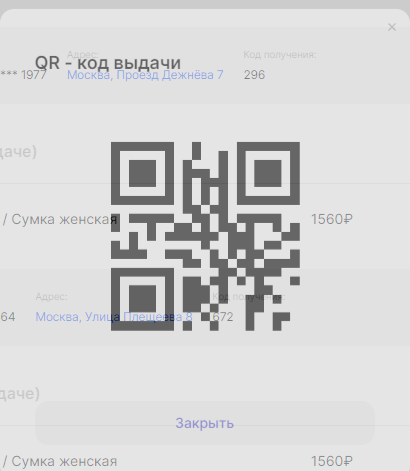 ×
Адрес:
Код получения:
QR - код выдачи
*** 1977
Москва, Проезд Дежнёва 7
296
даче)
/ Сумка женская
1560₽
Адрес:
Код получения:
64
Москва, Улица Плещеева 8
672
даче)
Закрыть
/ Сумка женская
1560₽